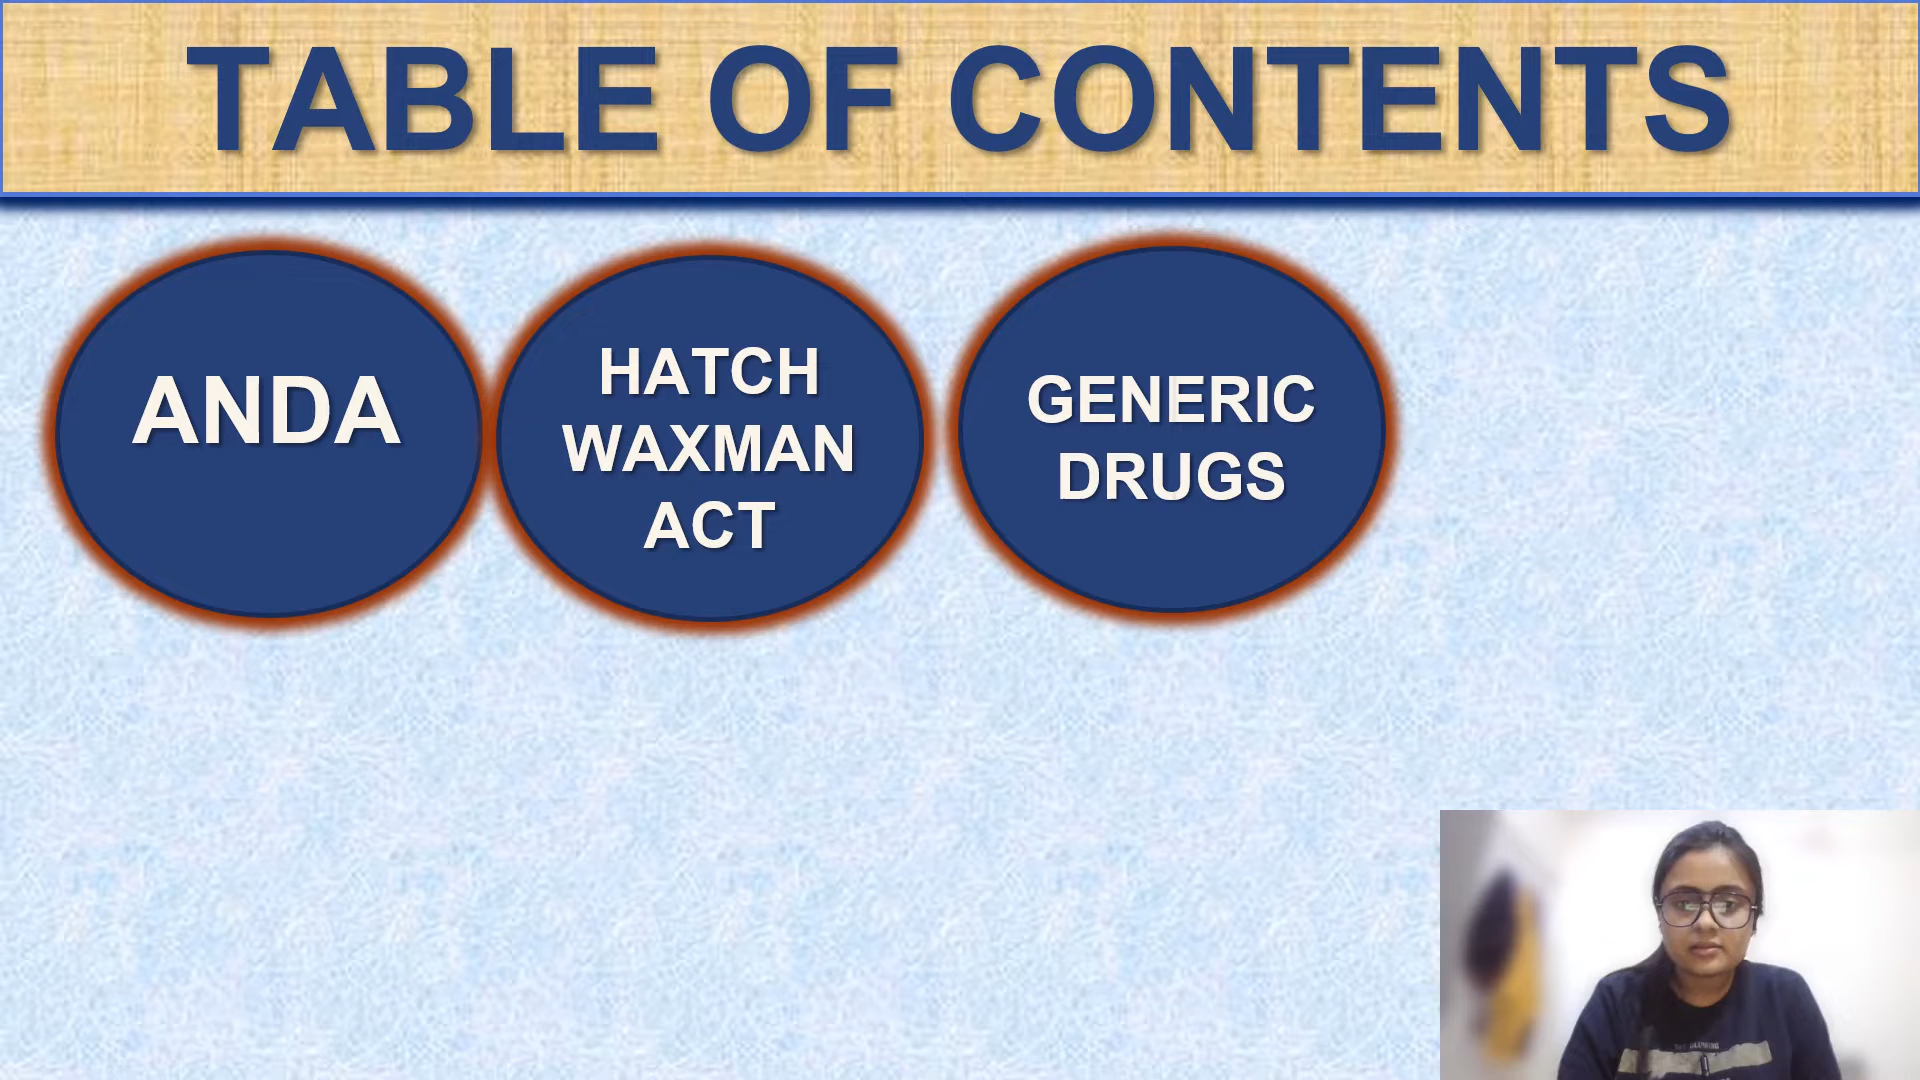 TABLE OF CONTENTS
ANDA
HATCH
WAXMAN
ACT
GENERIC
DRUGS